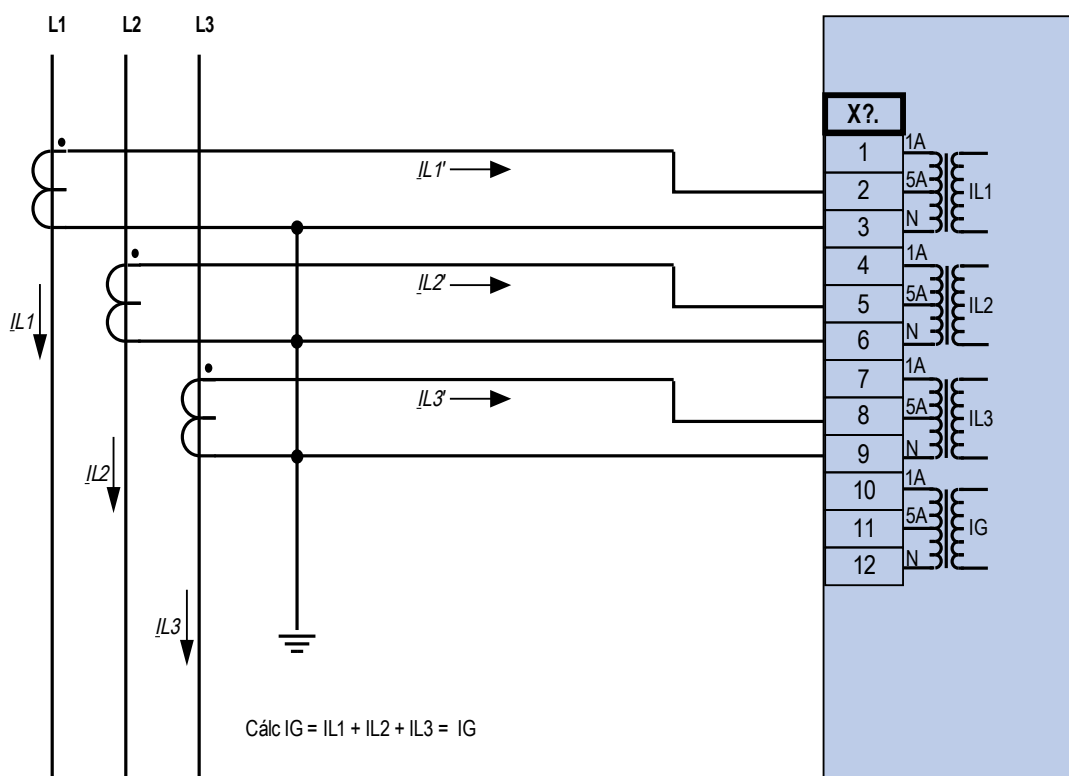 L1 L2 L3
X?.
1 1A
IL1'
2 5A IL1
3 N
4 1A
IL2'
5 5A IL2
IL1
6 N
7 1A
IL3'
8 5A IL3
9 N
IL2
10 1A
11 5A IG
12 N
IL3
Cálc IG = IL1 + IL2 + IL3 = IG